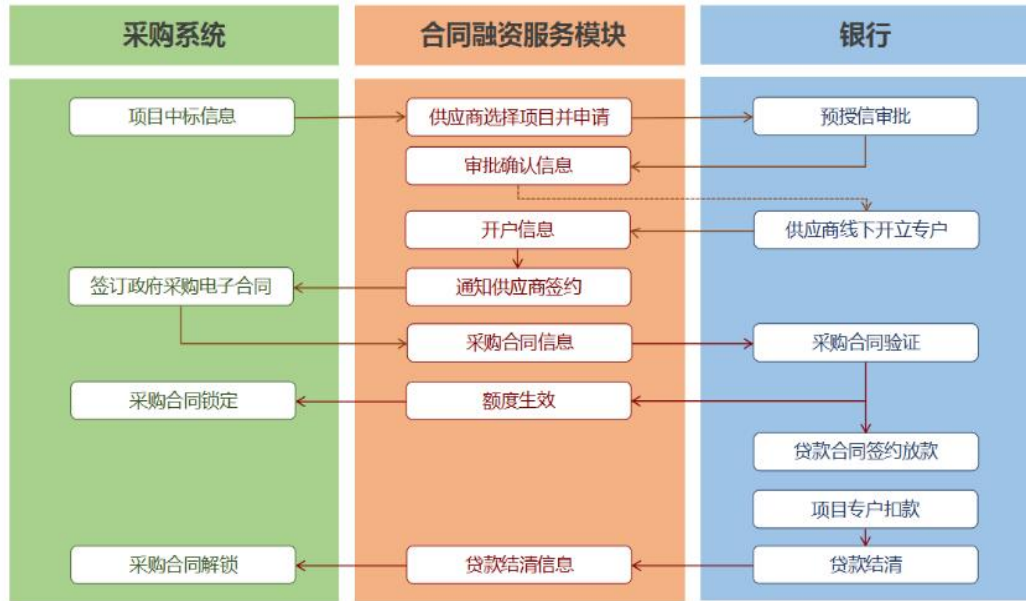 采购系统
合同融资服务模块
银行
项目中标信息
供应商选择项目并申请
预授信审批
审批确认信息
开户信息
供应商线下开立专户
签订政府采购电子合同
通知供应商签约
采购合同信息
采购合同验证
采购合同锁定
额度生效
贷款合同签约放款
项目专户扣款
采购合同解锁
贷款结清信息
贷款结清